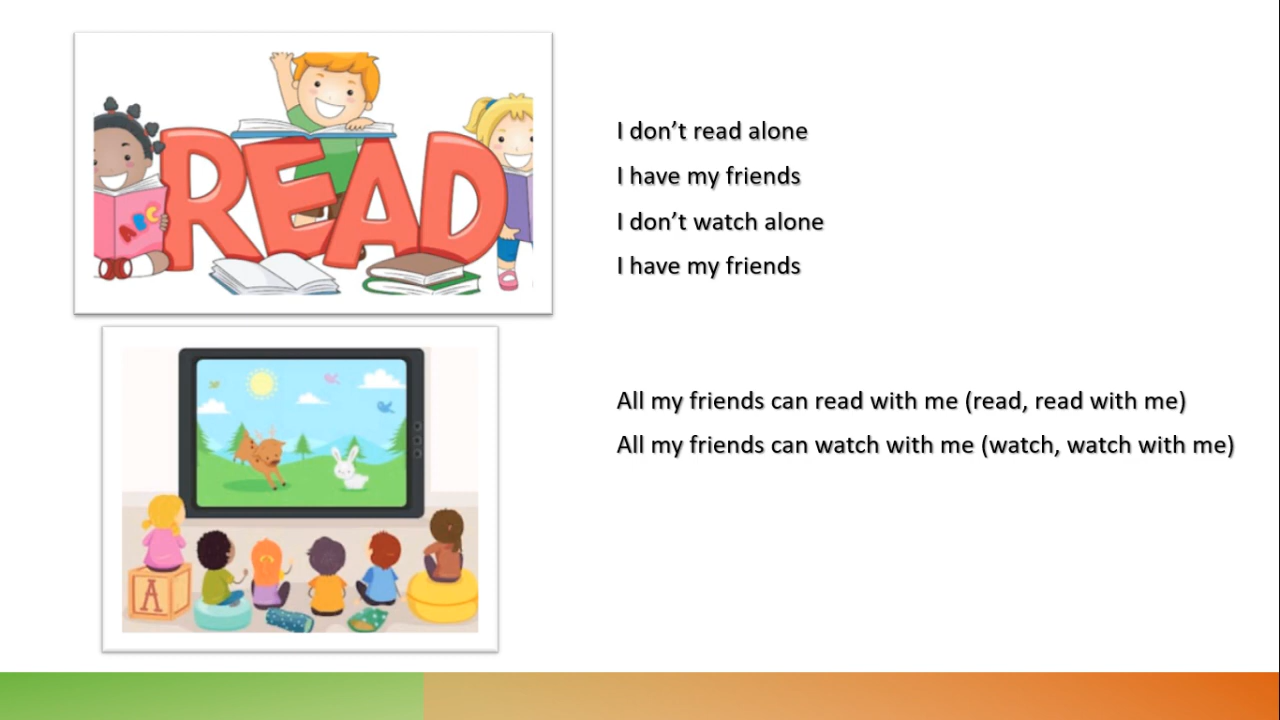 READ
ABC
I don’t read alone
I have my friends
I don’t watch alone
I have my friends
All my friends can read with me (read, read with me)
All my friends can watch with me (watch, watch with me)
A